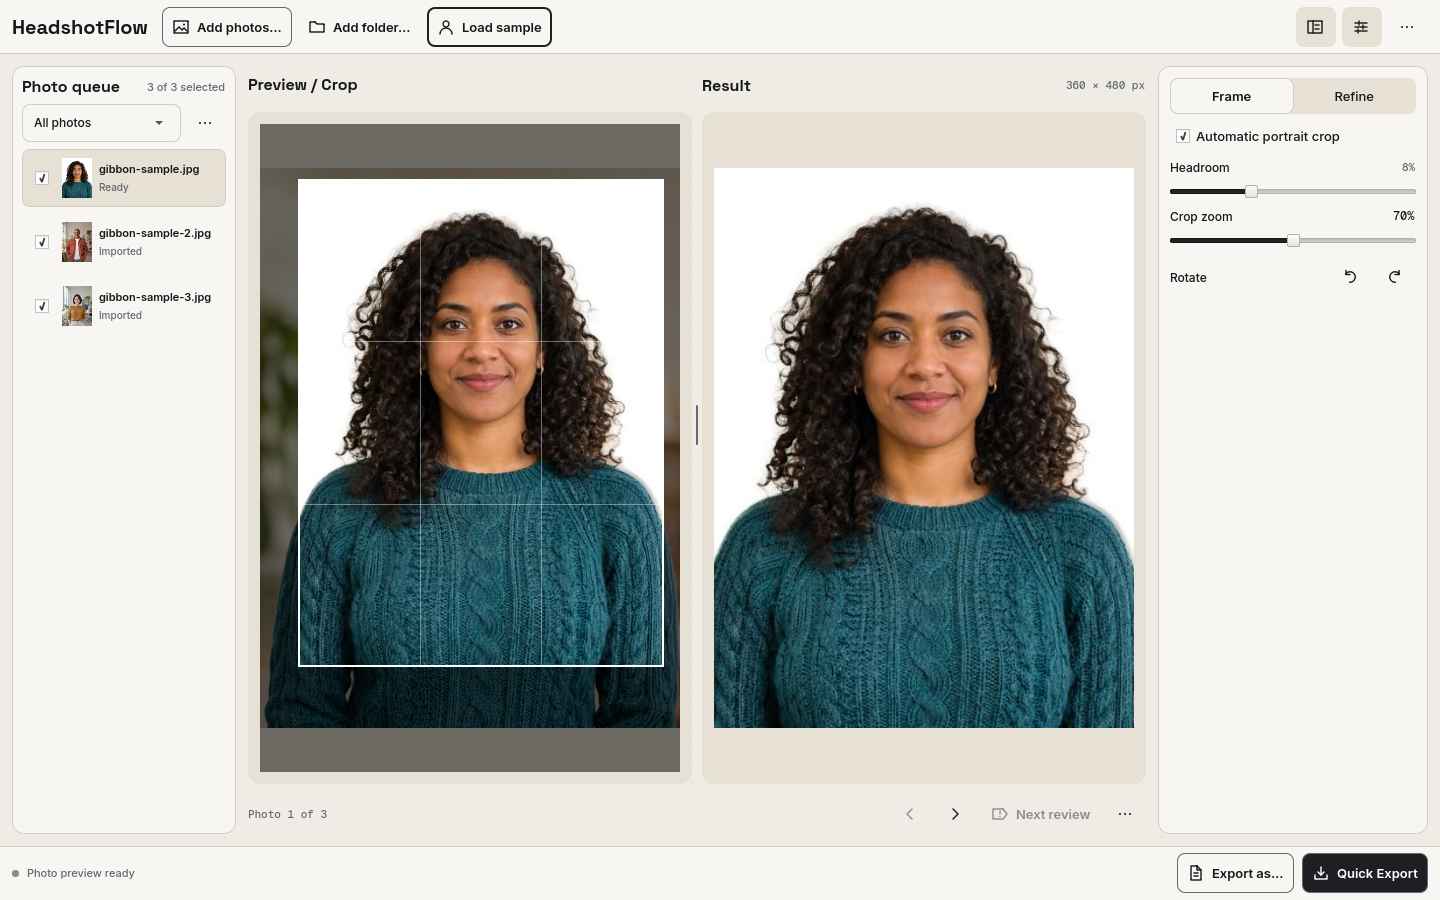 HeadshotFlow
Add photos...
Add folder...
Load sample
Photo queue
3 of 3 selected
All photos
gibbon-sample.jpg
Ready
gibbon-sample-2.jpg
Imported
gibbon-sample-3.jpg
Imported
Preview / Crop
Result
360 × 480 px
Frame
Refine
Automatic portrait crop
Headroom
8%
Crop zoom
70%
Rotate
Photo 1 of 3
Next review
Photo preview ready
Export as...
Quick Export